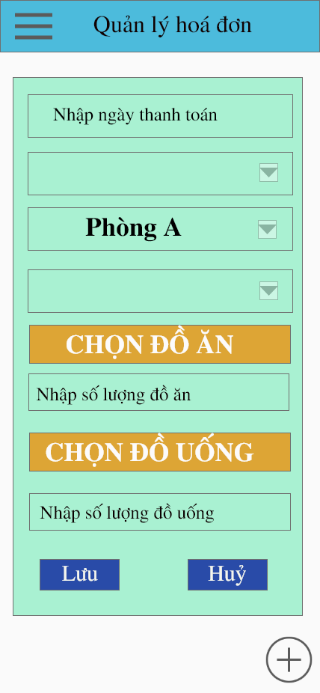 Quản lý hoá đơn
Nhập ngày thanh toán
Phòng A
CHỌN ĐỒ ĂN
Nhập số lượng đồ ăn
CHỌN ĐỒ UỐNG
Nhập số lượng đồ uống
Lưu
Huỷ